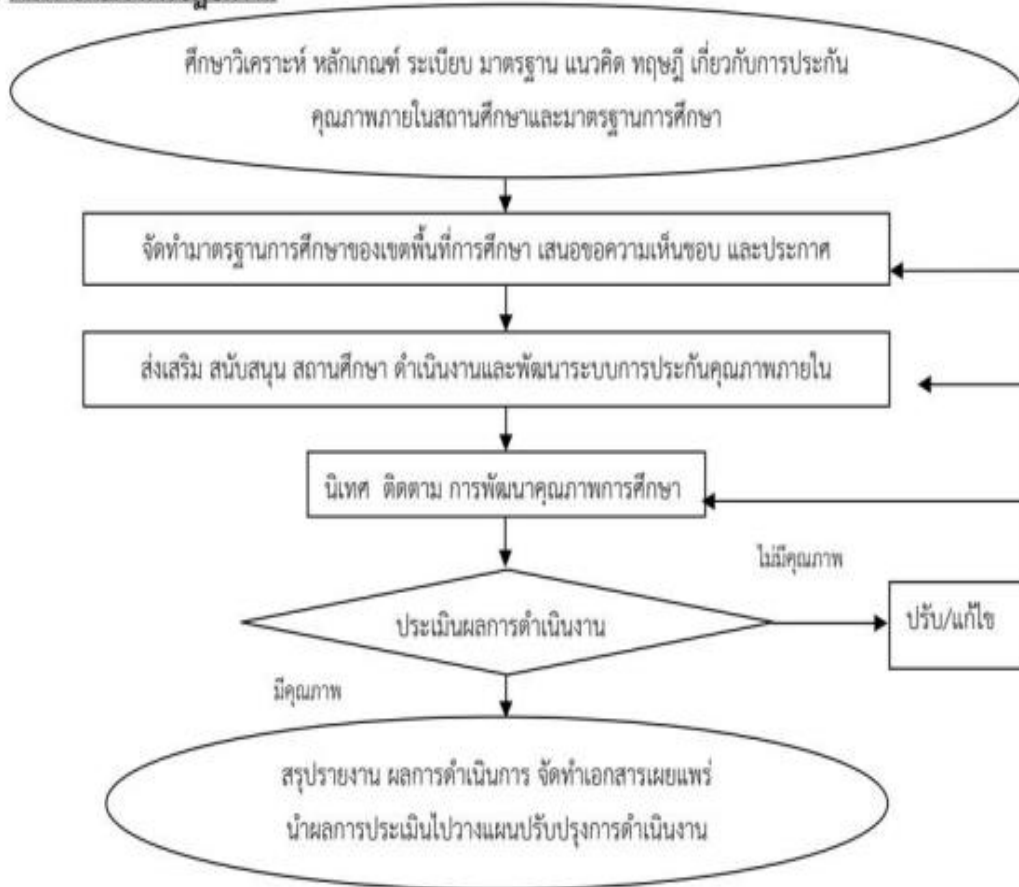 ศึกษาวิเคราะห์ หลักเกณฑ์ ระเบียบ มาตรฐาน แนวคิด ทฤษฎี เกี่ยวกับการประกัน
คุณภาพภายในสถานศึกษาและมาตรฐานการศึกษา
จัดทำมาตรฐานการศึกษาของเขตพื้นที่การศึกษา เสนอขอความเห็นชอบ และประกาศ
ส่งเสริม สนับสนุน สถานศึกษา ดำเนินงานและพัฒนาระบบการประกันคุณภาพภายใน
นิเทศ ติดตาม การพัฒนาคุณภาพการศึกษา
ไม่มีคุณภาพ
ประเมินผลการดำเนินงาน
ปรับ/แก้ไข
มีคุณภาพ
สรุปรายงาน ผลการดำเนินการ จัดทำเอกสารเผยแพร่
นำผลการประเมินไปวางแผนปรับปรุงการดำเนินงาน